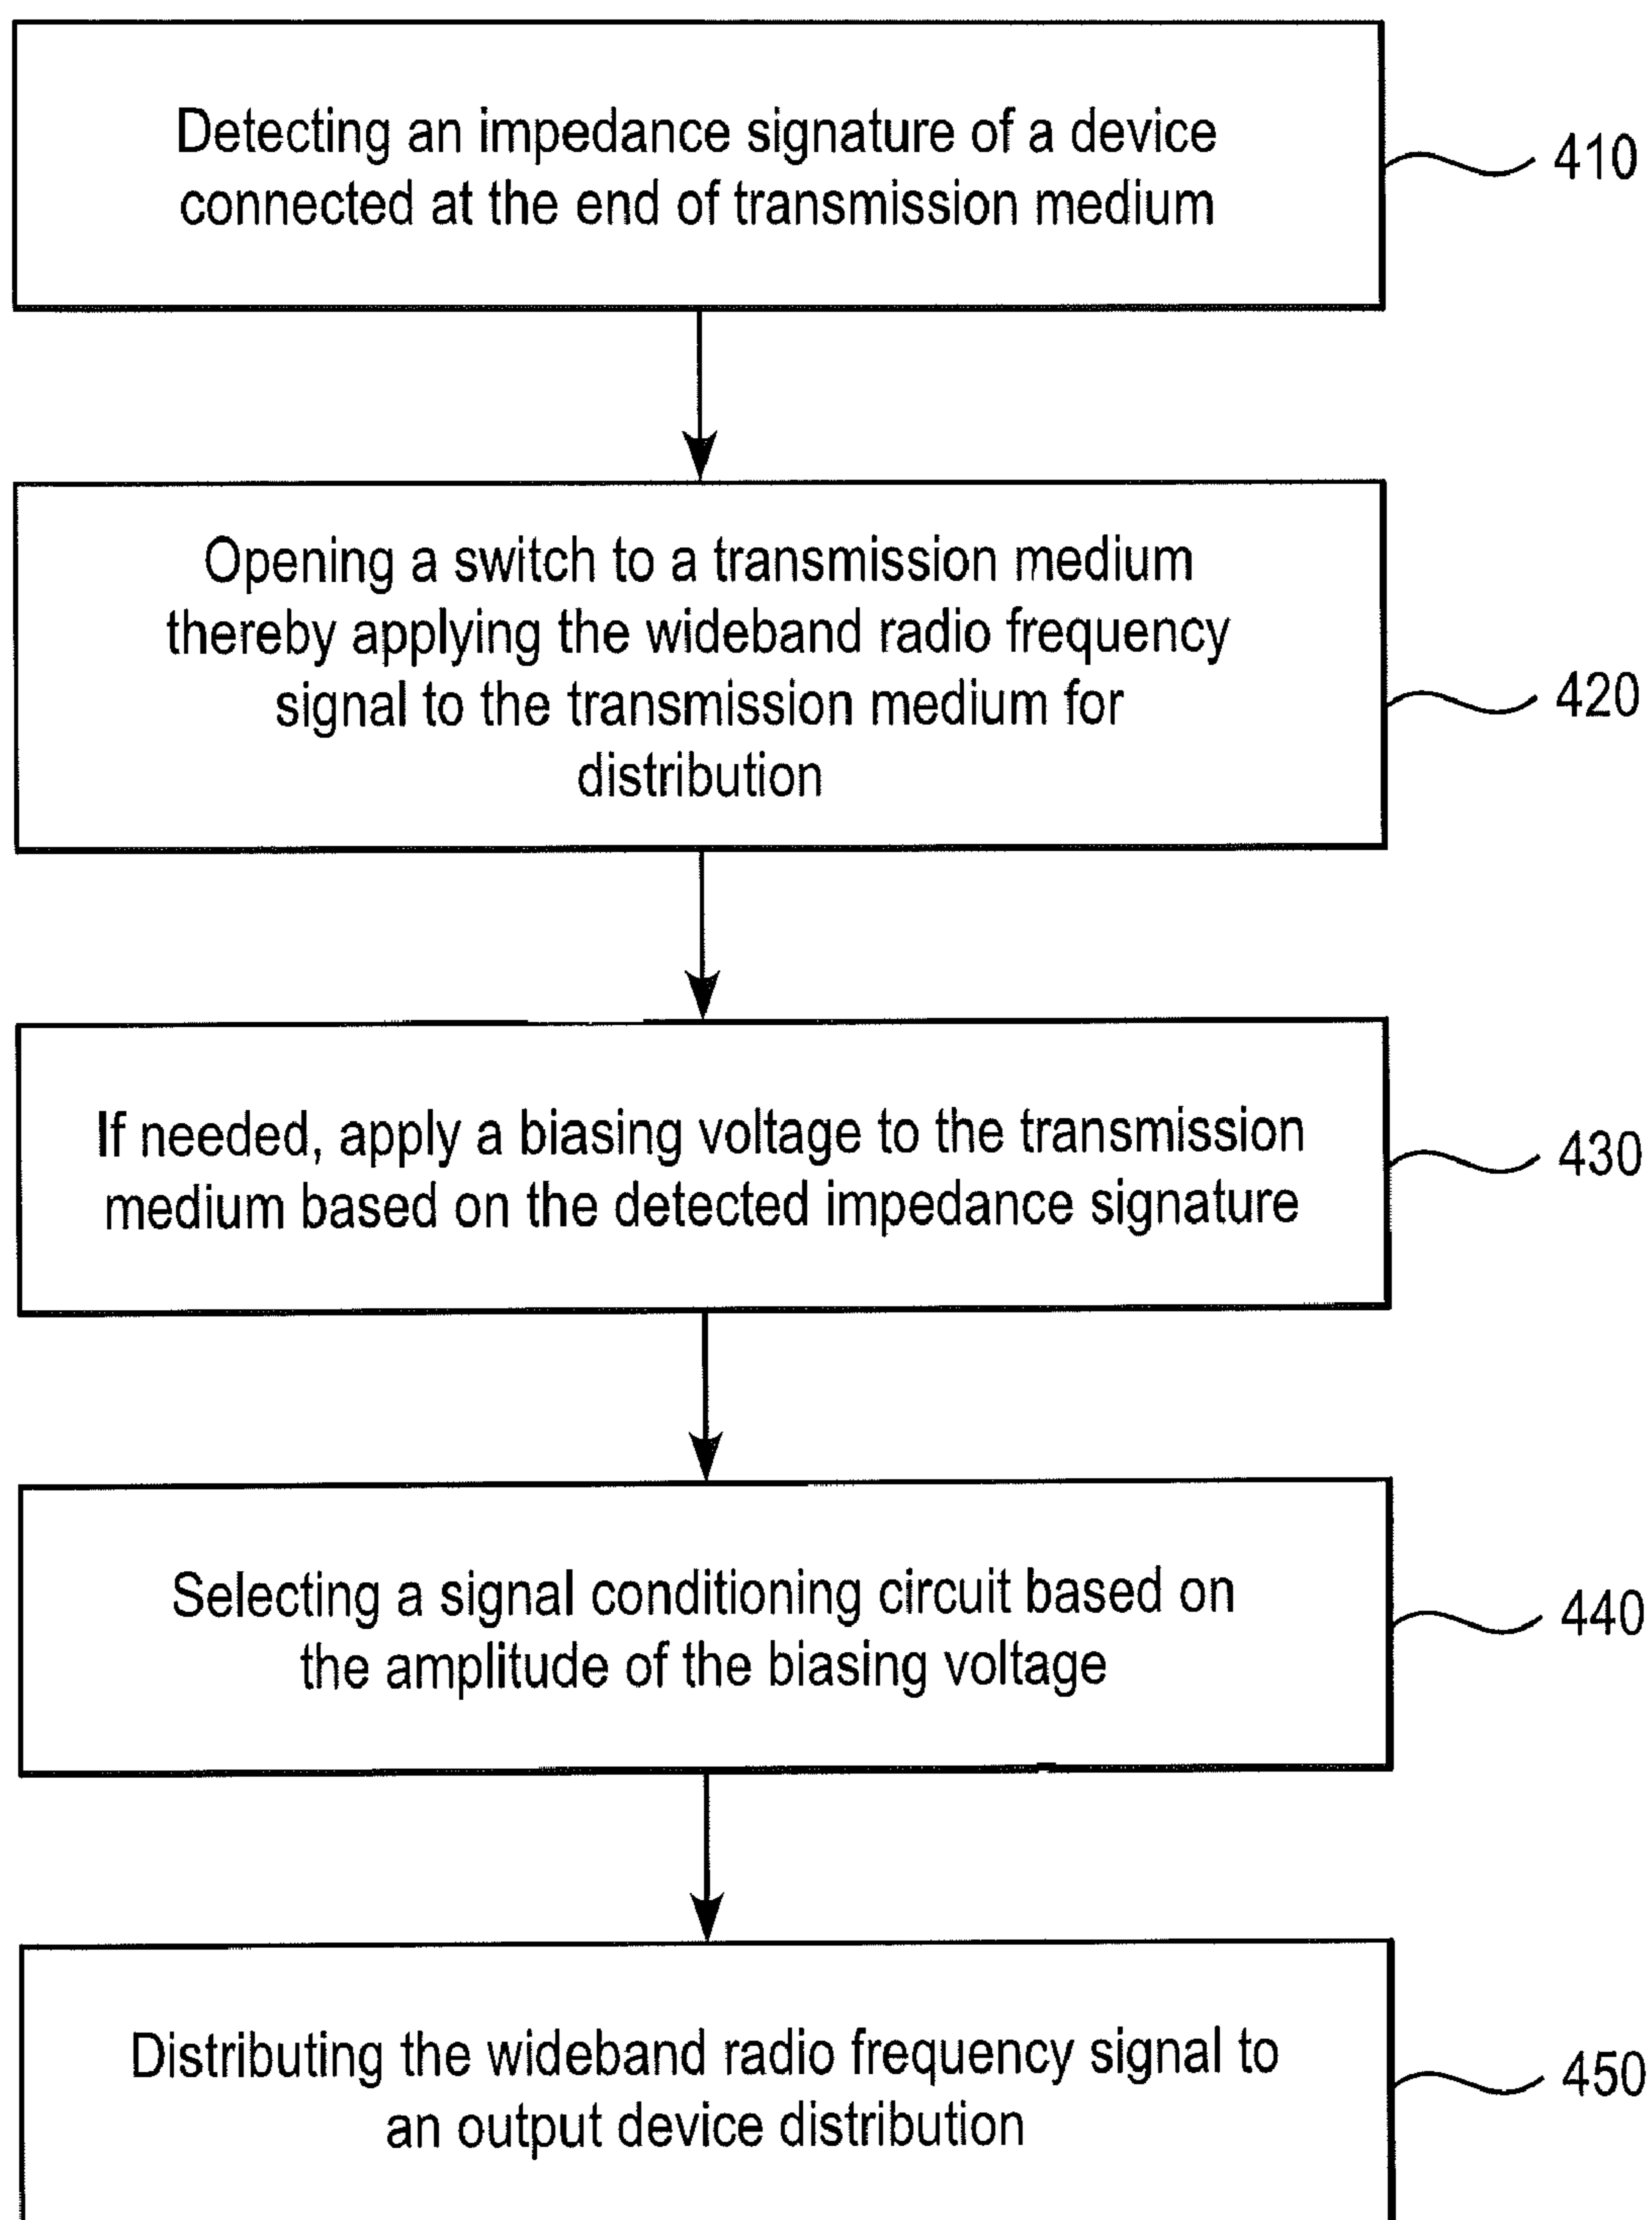 Detecting an impedance signature of a device
connected at the end of transmission medium
410
Opening a switch to a transmission medium
thereby applying the wideband radio frequency
signal to the transmission medium for
distribution
420
If needed, apply a biasing voltage to the transmission
medium based on the detected impedance signature
430
Selecting a signal conditioning circuit based on
the amplitude of the biasing voltage
440
Distributing the wideband radio frequency signal to
an output device distribution
450